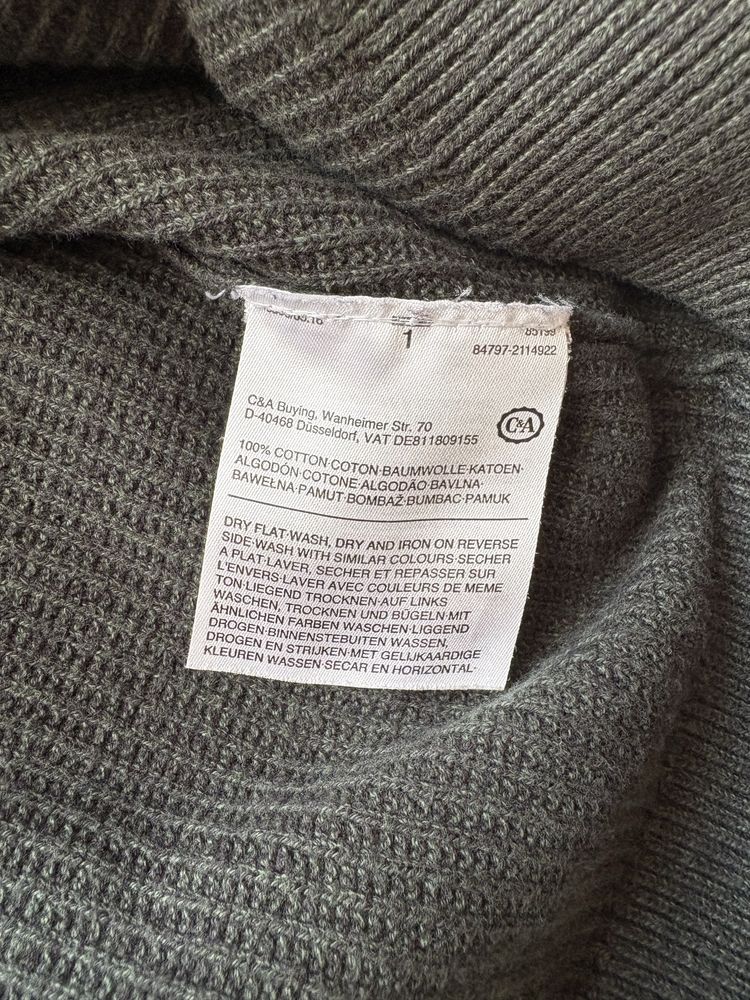 1
85199
84797-2114922
C&A Buying, Wanheimer Str. 70
D-40468 Düsseldorf, VAT DE811809155
C&A
100% COTTON·COTON·BAUMWOLLE·KATOEN·
ALGODÓN·COTONE·ALGODÃO·BAVLNA·
BAWEŁNA·PAMUT·BOMBAŽ·BUMBAC·PAMUK
DRY FLAT·WASH, DRY AND IRON ON REVERSE
SIDE·WASH WITH SIMILAR COLOURS·SECHER
A PLAT·LAVER, SECHER ET REPASSER SUR
L'ENVERS·LAVER AVEC COULEURS DE MEME
TON·LIEGEND TROCKNEN·AUF LINKS
WASCHEN, TROCKNEN UND BÜGELN·MIT
ÄHNLICHEN FARBEN WASCHEN·LIGGEND
DROGEN·BINNENSTEBUITEN WASSEN,
DROGEN EN STRIJKEN·MET GELIJKAARDIGE
KLEUREN WASSEN·SECAR EN HORIZONTAL·